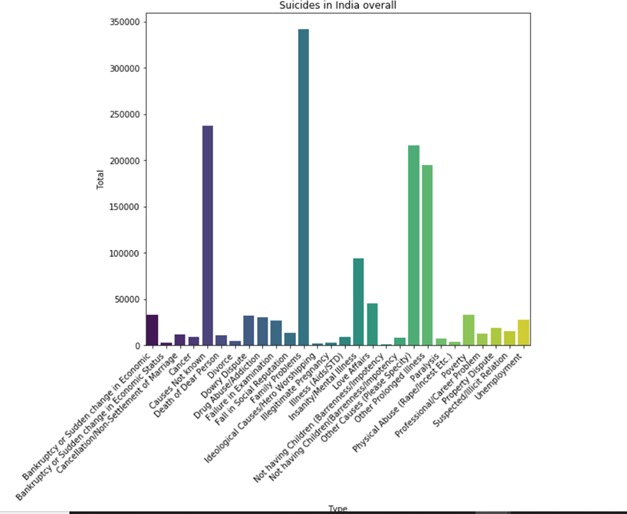 Suicides in India overall
350000
300000
250000
200000
150000
100000
50000
0
Total
Bankruptcy or Sudden change in Economic
Bankruptcy or Sudden change in Economic Status
Cancellation/Non-Settlement of Marriage
Cancer
Causes Not known
Death of Dear Person
Divorce
Dowry Dispute
Drug Abuse/Addiction
Failure in Examination
Fall in Social Reputation
Family Problems
Ideological Causes/Hero Worshipping
Illegitimate Pregnancy
Illness (Aids/STD)
Insanity/Mental Illness
Love Affairs
Not having Children (Barrenness/Impotency
Not having Children(Barrenness/Impotency
Other Causes (Please Specity)
Other Prolonged Illness
Paralysis
Physical Abuse (Rape/Incest Etc.)
Poverty
Professional/Career Problem
Property Dispute
Suspected/Illicit Relation
Unemployment
Type